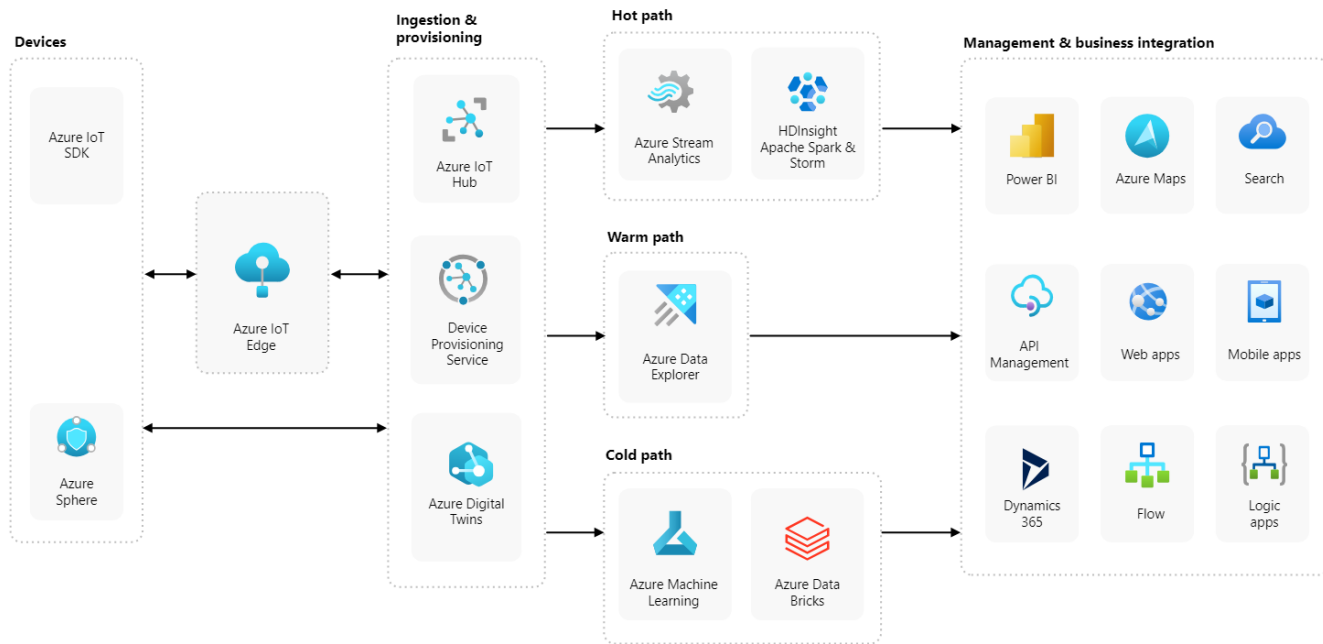 Devices
Azure IoT
SDK
Azure
Sphere
Azure IoT
Edge
Ingestion &
provisioning
Azure IoT
Hub
Device
Provisioning
Service
Azure Digital
Twins
Hot path
Azure Stream
Analytics
HDInsight
Apache Spark &
Storm
Warm path
Azure Data
Explorer
Cold path
Azure Machine
Learning
Azure Data
Bricks
Management & business integration
Power BI
Azure Maps
Search
API
Management
Web apps
Mobile apps
Dynamics
365
Flow
Logic
apps